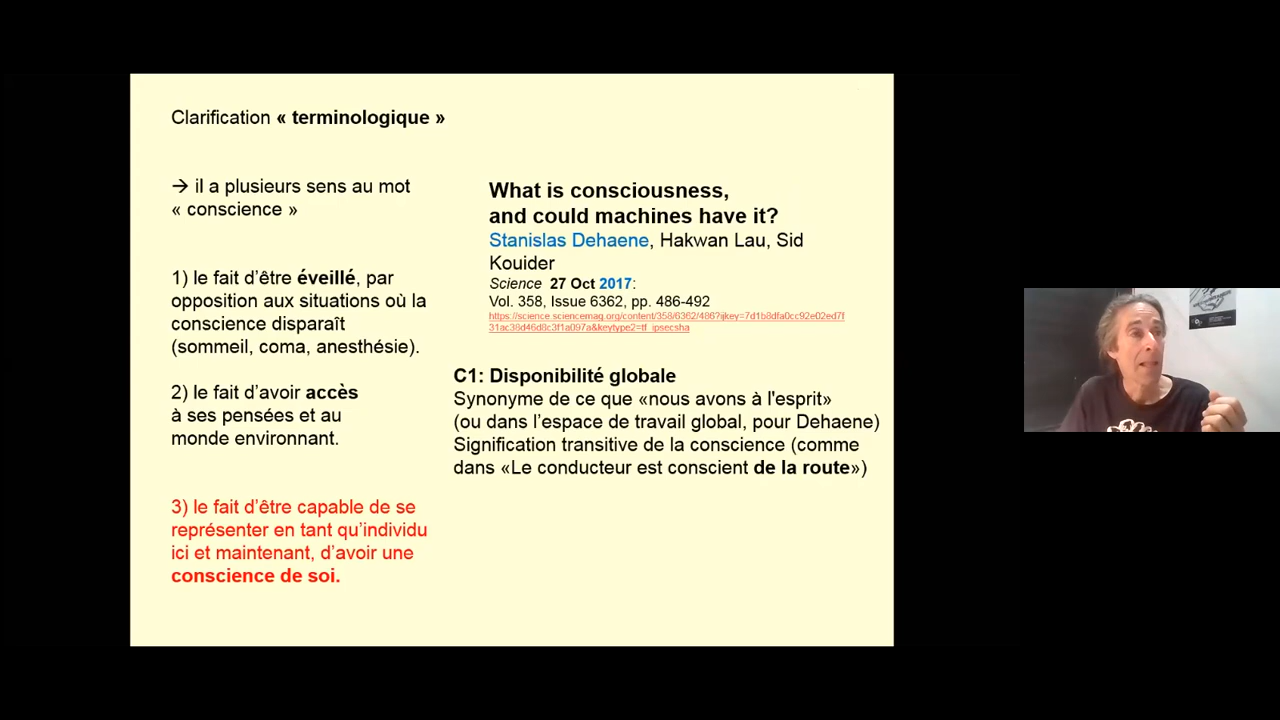 Clarification « terminologique »
→ il a plusieurs sens au mot
« conscience »
1) le fait d’être éveillé, par
opposition aux situations où la
conscience disparaît
(sommeil, coma, anesthésie).
2) le fait d’avoir accès
à ses pensées et au
monde environnant.
3) le fait d’être capable de se
représenter en tant qu’individu
ici et maintenant, d’avoir une
conscience de soi.
What is consciousness,
and could machines have it?
Stanislas Dehaene, Hakwan Lau, Sid
Kouider
Science 27 Oct 2017:
Vol. 358, Issue 6362, pp. 486-492
https://science.sciencemag.org/content/358/6362/486?ijkey=7d1b8dfa0cc92e02ed7f
31ac38d46d8c3f1a097a&keytype2=tf_ipsecsha
C1: Disponibilité globale
Synonyme de ce que «nous avons à l'esprit»
(ou dans l’espace de travail global, pour Dehaene)
Signification transitive de la conscience (comme
dans «Le conducteur est conscient de la route»)